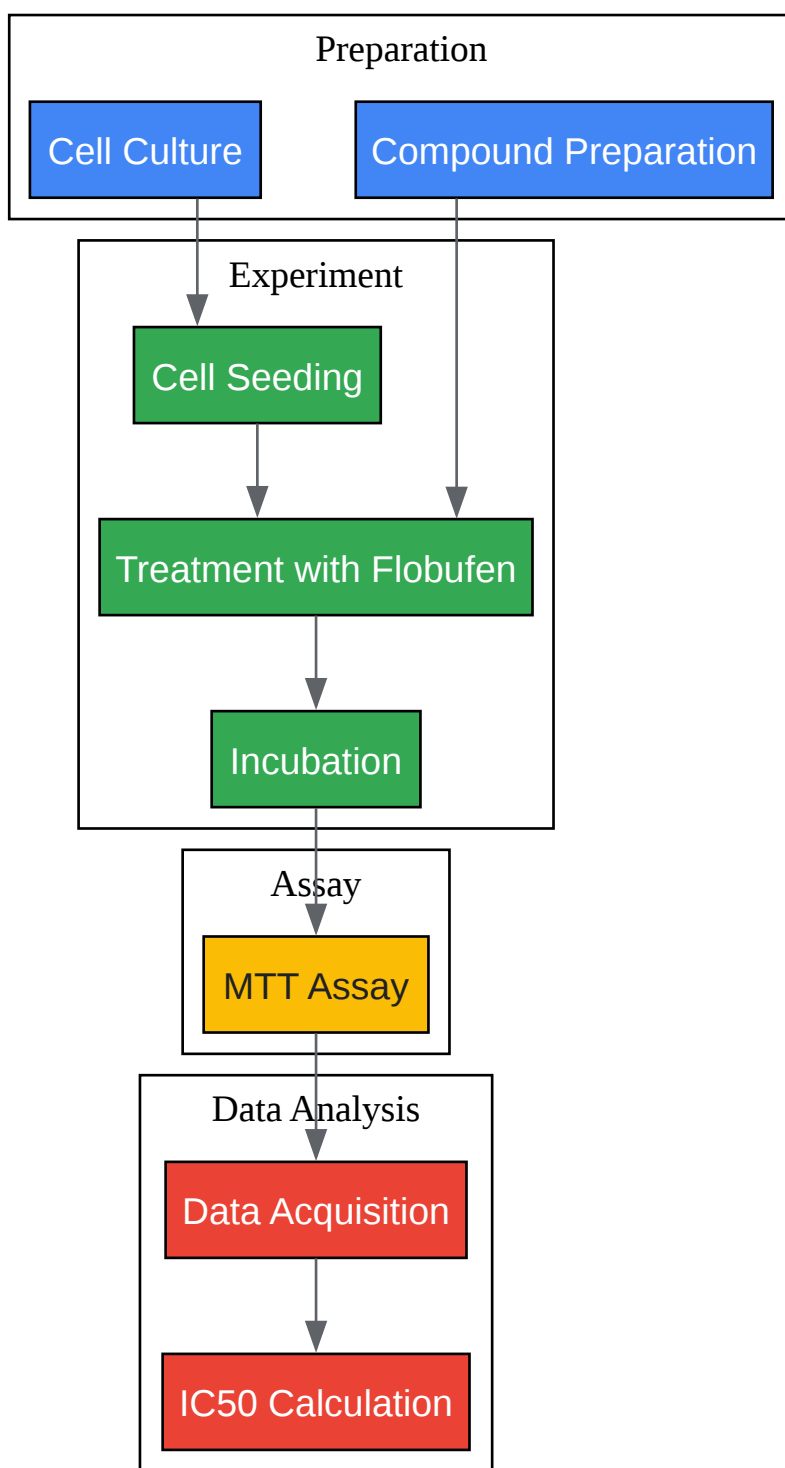 Preparation
Cell Culture
Compound Preparation
Experiment
Cell Seeding
Treatment with Flobufen
Incubation
Assay
MTT Assay
Data Analysis
Data Acquisition
IC50 Calculation